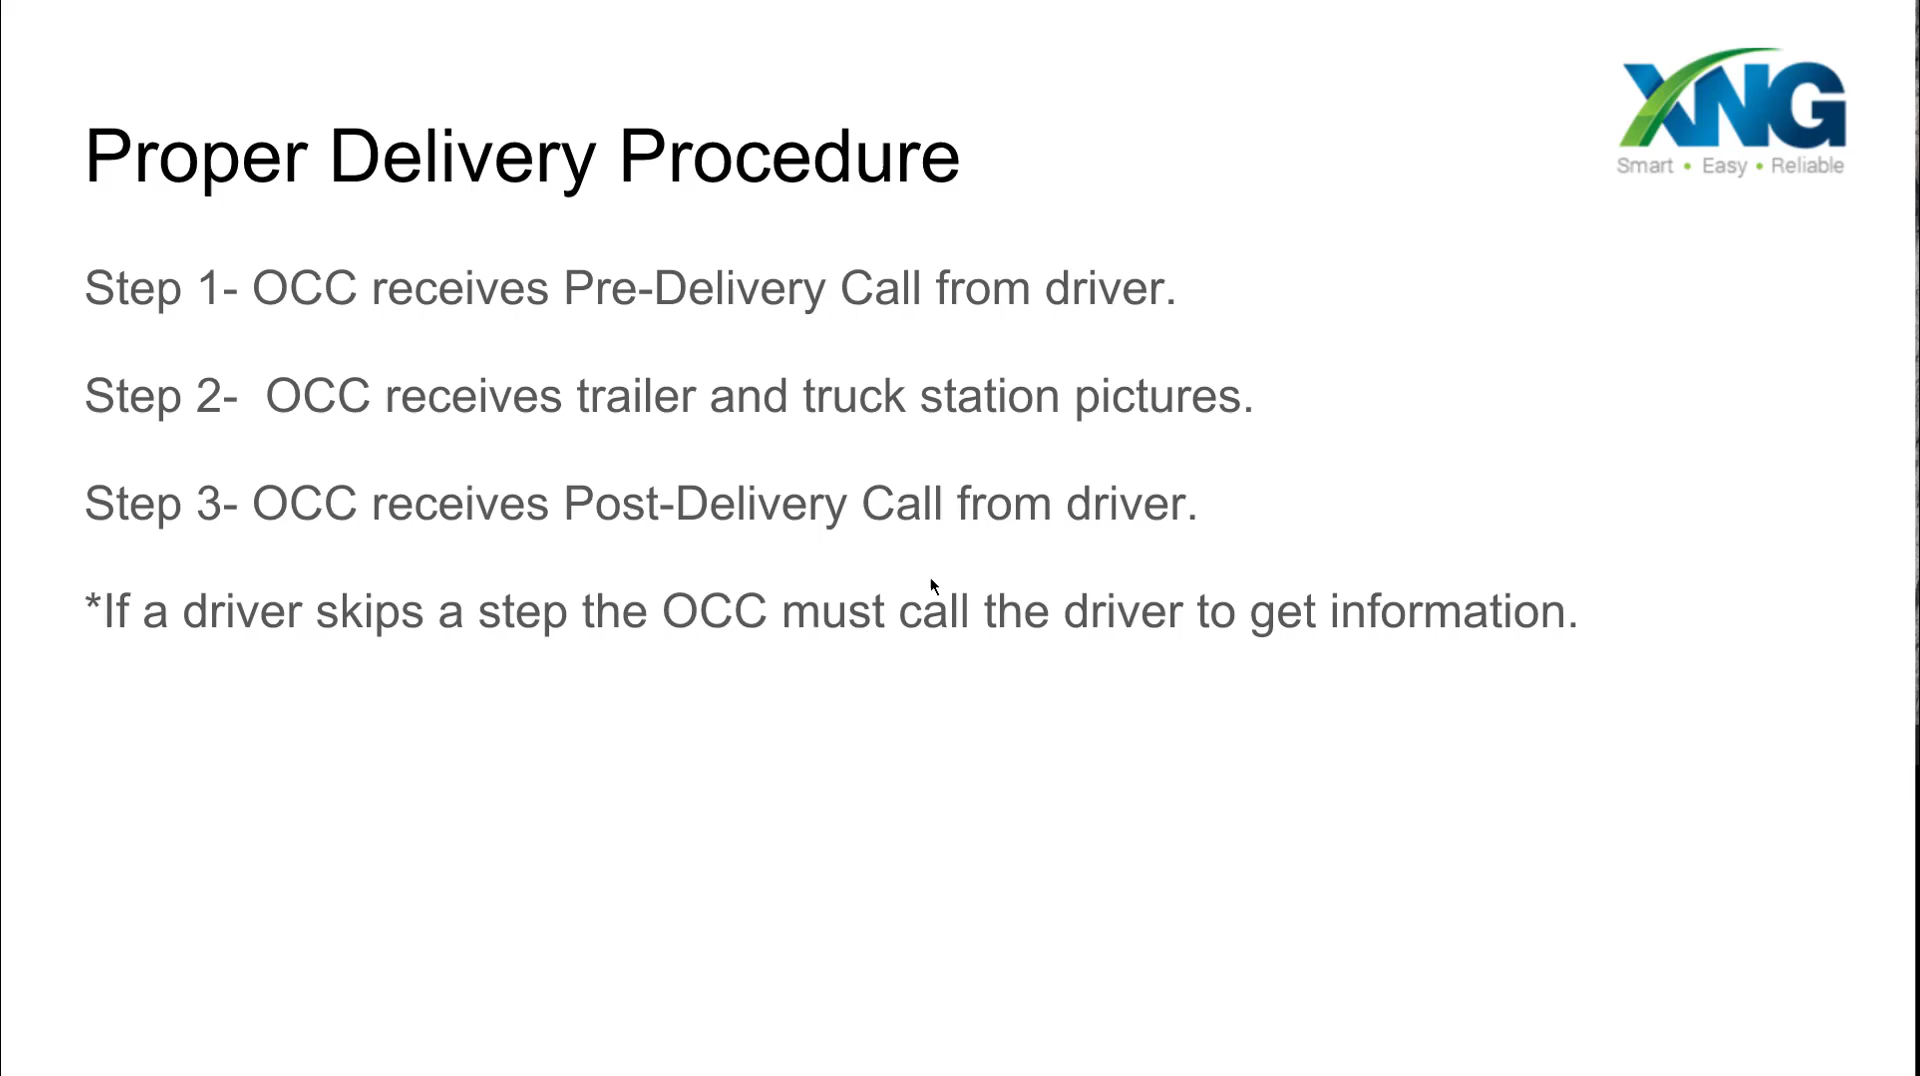 XNG
Smart • Easy • Reliable
Proper Delivery Procedure
Step 1- OCC receives Pre-Delivery Call from driver.
Step 2-  OCC receives trailer and truck station pictures.
Step 3- OCC receives Post-Delivery Call from driver.
*If a driver skips a step the OCC must call the driver to get information.